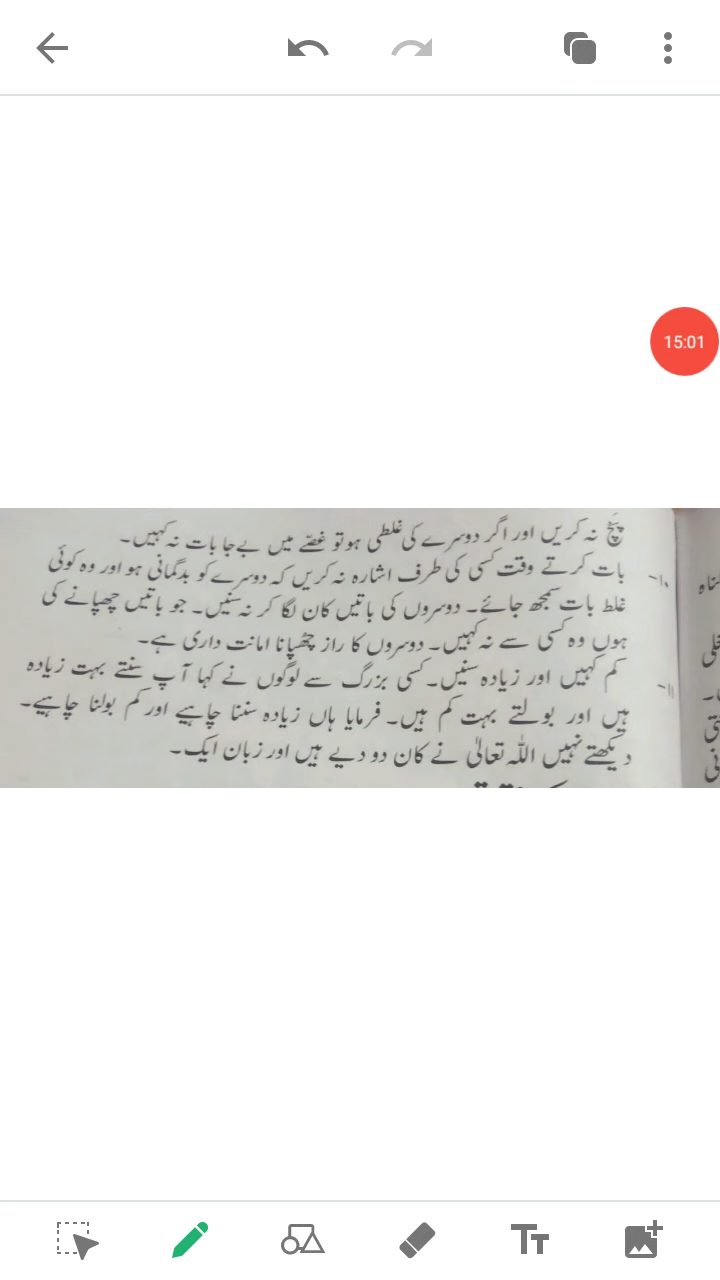 15:01
پَچ نہ کریں اور اگر دوسرے کی غلطی ہو تو غصّے میں بے جا بات نہ کہیں۔
۱۰۔ بات کرتے وقت کسی کی طرف اشارہ نہ کریں کہ دوسرے کو بدگمانی ہو اور وہ کوئی
غلط بات سمجھ جائے۔ دوسروں کی باتیں کان لگا کر نہ سنیں۔ جو باتیں چھپانے کی
ہوں وہ کسی سے نہ کہیں۔ دوسروں کا راز چھُپانا امانت داری ہے۔
۱۱۔ کم کہیں اور زیادہ سنیں۔ کسی بزرگ سے لوگوں نے کہا آپ سنتے بہت زیادہ
ہیں اور بولتے بہت کم ہیں۔ فرمایا ہاں زیادہ سننا چاہیے اور کم بولنا چاہیے۔
دیکھتے نہیں اللہ تعالیٰ نے کان دو دیے ہیں اور زبان ایک۔
Tт